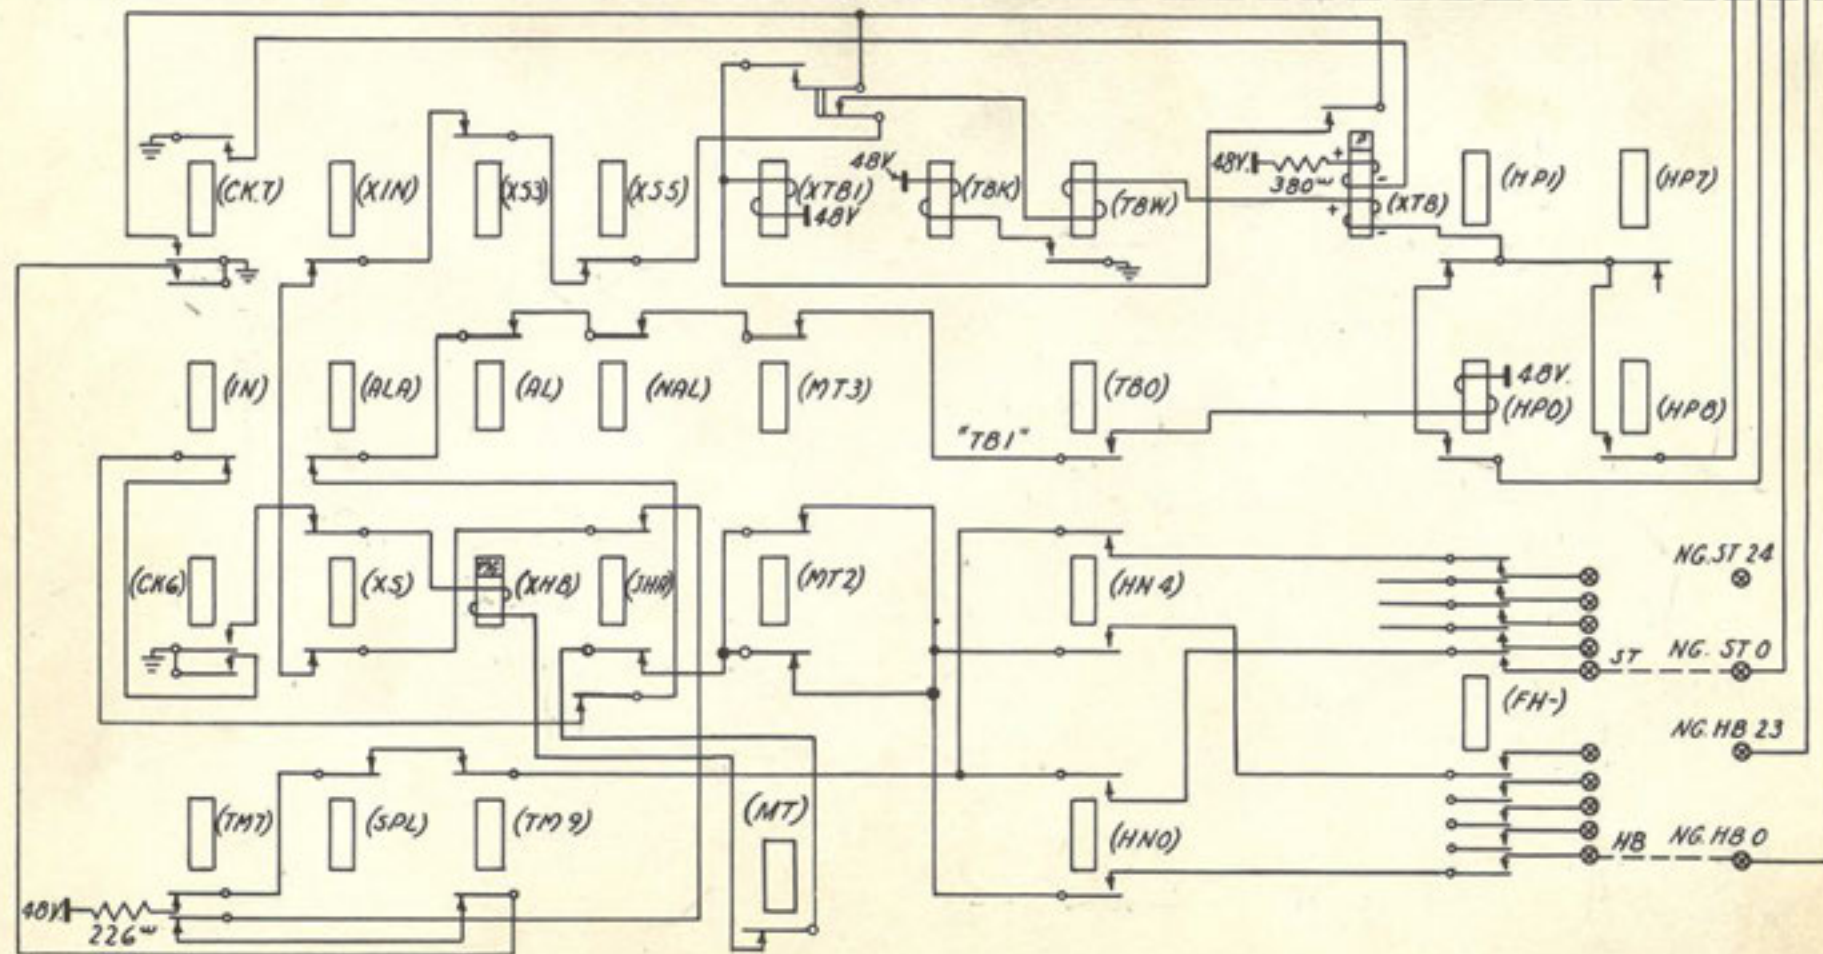 48V.
380ω
+
-
P
(CK7)
(XIN)
(XS3)
(XS5)
(XTB1)
48V
48V.
(TBK)
(TBW)
+
-
(XTB)
(HP1)
(HP7)
(IN)
(ALA)
(AL)
(NAL)
(MT3)
"TB1"
(TBO)
48V.
(HPO)
(HP8)
(CK6)
(XS)
(XHB)
(MT2)
(HN4)
NG.ST 24
ST
NG. ST 0
(FH-)
NG.HB 23
(TM7)
(SPL)
(TM9)
(MT)
(HNO)
HB
NG.HB 0
48V.
226ω